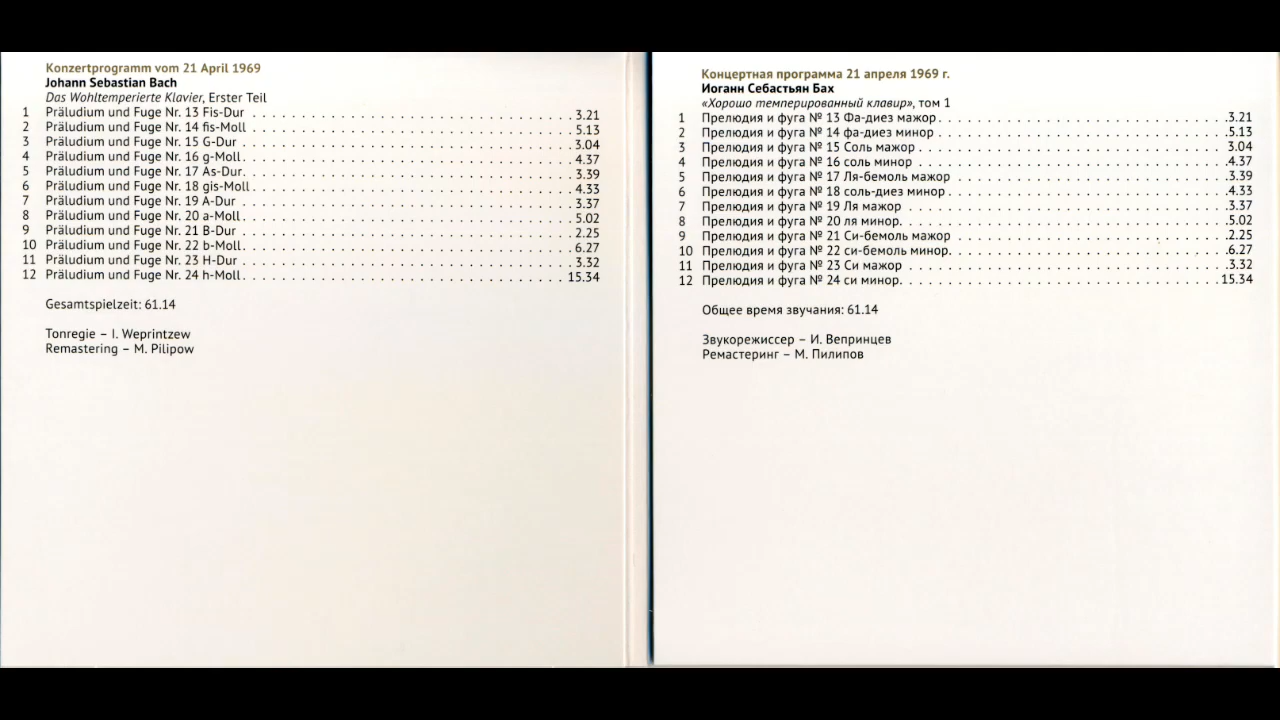 Konzertprogramm vom 21 April 1969
Johann Sebastian Bach
Das Wohltemperierte Klavier, Erster Teil
1 Präludium und Fuge Nr. 13 Fis-Dur . . . . . . . . . . 3.21
2 Präludium und Fuge Nr. 14 fis-Moll . . . . . . . . . . 5.13
3 Präludium und Fuge Nr. 15 G-Dur . . . . . . . . . . 3.04
4 Präludium und Fuge Nr. 16 g-Moll . . . . . . . . . . 4.37
5 Präludium und Fuge Nr. 17 As-Dur . . . . . . . . . . 3.39
6 Präludium und Fuge Nr. 18 gis-Moll . . . . . . . . . . 4.33
7 Präludium und Fuge Nr. 19 A-Dur . . . . . . . . . . 3.37
8 Präludium und Fuge Nr. 20 a-Moll . . . . . . . . . . 5.02
9 Präludium und Fuge Nr. 21 B-Dur . . . . . . . . . . 2.25
10 Präludium und Fuge Nr. 22 b-Moll . . . . . . . . . . 6.27
11 Präludium und Fuge Nr. 23 H-Dur . . . . . . . . . . 3.32
12 Präludium und Fuge Nr. 24 h-Moll . . . . . . . . . . 15.34
Gesamtspielzeit: 61.14
Tonregie – I. Weprintzew
Remastering – M. Pilipow
Концертная программа 21 апреля 1969 г.
Иоганн Себастьян Бах
«Хорошо темперированный клавир», том 1
1 Прелюдия и фуга № 13 Фа-диез мажор . . . . . . . . . . 3.21
2 Прелюдия и фуга № 14 фа-диез минор . . . . . . . . . . 5.13
3 Прелюдия и фуга № 15 Соль мажор . . . . . . . . . . 3.04
4 Прелюдия и фуга № 16 соль минор . . . . . . . . . . 4.37
5 Прелюдия и фуга № 17 Ля-бемоль мажор . . . . . . . . . . 3.39
6 Прелюдия и фуга № 18 соль-диез минор . . . . . . . . . . 4.33
7 Прелюдия и фуга № 19 Ля мажор . . . . . . . . . . 3.37
8 Прелюдия и фуга № 20 ля минор . . . . . . . . . . 5.02
9 Прелюдия и фуга № 21 Си-бемоль мажор . . . . . . . . . . 2.25
10 Прелюдия и фуга № 22 си-бемоль минор . . . . . . . . . . 6.27
11 Прелюдия и фуга № 23 Си мажор . . . . . . . . . . 3.32
12 Прелюдия и фуга № 24 си минор . . . . . . . . . . 15.34
Общее время звучания: 61.14
Звукорежиссер – И. Вепринцев
Ремастеринг – М. Пилипов